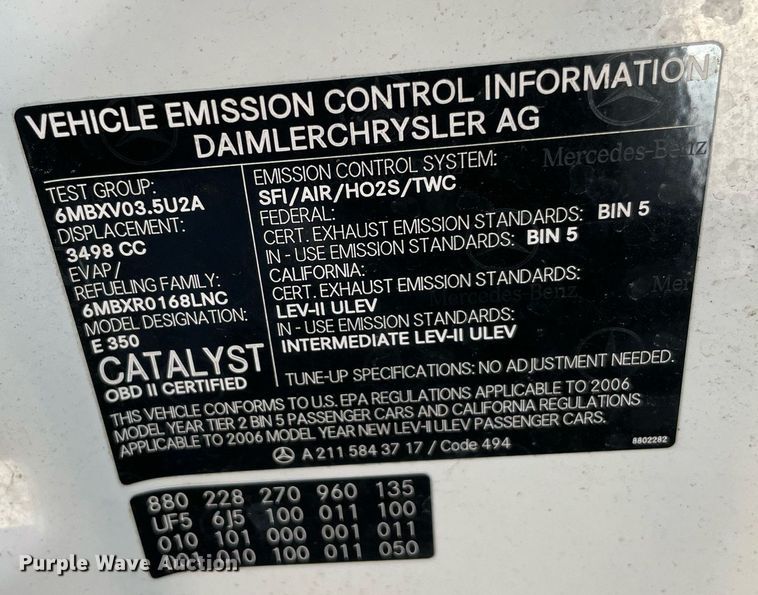 VEHICLE EMISSION CONTROL INFORMATION
DAIMLERCHRYSLER AG
TEST GROUP:
6MBXV03.5U2A
DISPLACEMENT:
3498 CC
EVAP/
REFUELING FAMILY:
6MBXR0168LNC
MODEL DESIGNATION:
E 350
CATALYST
OBD II CERTIFIED
EMISSION CONTROL SYSTEM:
SFI/AIR/HO2S/TWC
FEDERAL:
CERT. EXHAUST EMISSION STANDARDS: BIN 5
IN - USE EMISSION STANDARDS: BIN 5
CALIFORNIA:
CERT. EXHAUST EMISSION STANDARDS:
LEV-II ULEV
IN - USE EMISSION STANDARDS:
INTERMEDIATE LEV-II ULEV
TUNE-UP SPECIFICATIONS: NO ADJUSTMENT NEEDED.
Mercedes-Benz
Mercedes-Benz
Mer
THIS VEHICLE CONFORMS TO U.S. EPA REGULATIONS APPLICABLE TO 2006
MODEL YEAR TIER 2 BIN 5 PASSENGER CARS AND CALIFORNIA REGULATIONS
APPLICABLE TO 2006 MODEL YEAR NEW LEV-II ULEV PASSENGER CARS.
A 211 584 37 17 / Code 494
8802282
880 228 270 960 135
UF5 6J5 100 011 100
010 101 000 001 011
001 010 100 011 050
Purple Wave Auction